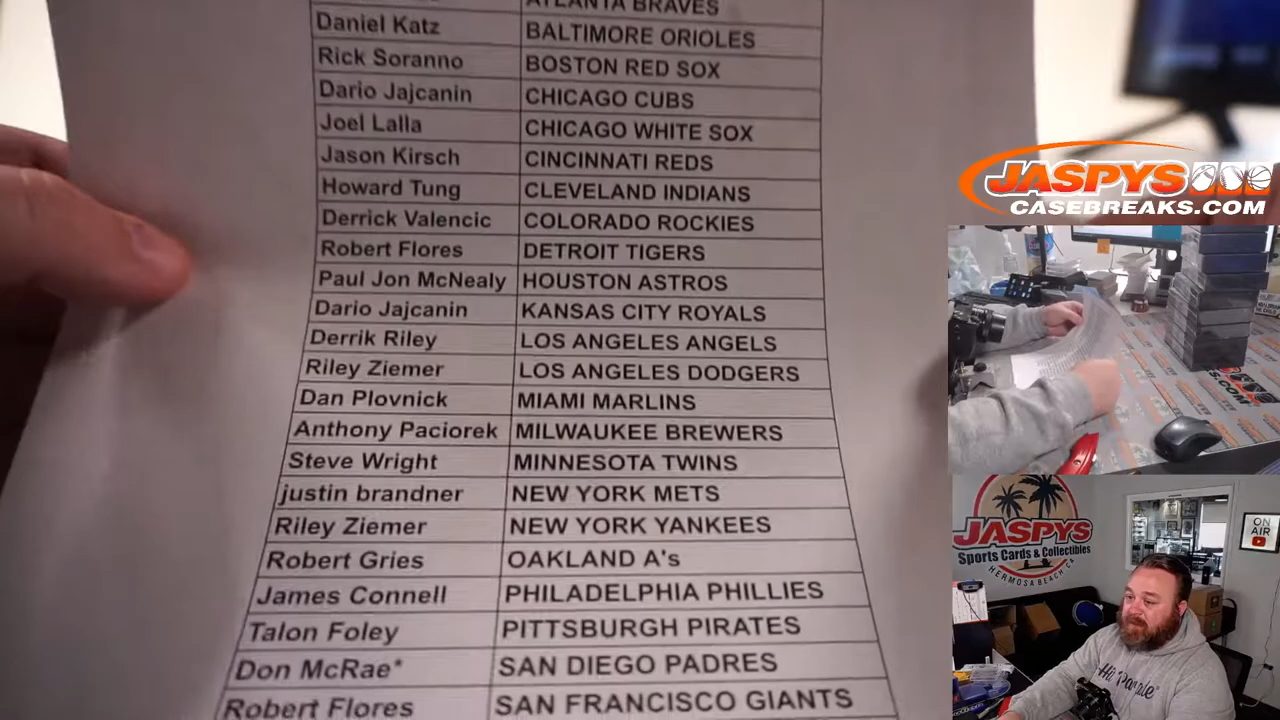 ATLANTA BRAVES
Daniel Katz BALTIMORE ORIOLES
Rick Soranno BOSTON RED SOX
Dario Jajcanin CHICAGO CUBS
Joel Lalla CHICAGO WHITE SOX
Jason Kirsch CINCINNATI REDS
Howard Tung CLEVELAND INDIANS
Derrick Valencic COLORADO ROCKIES
Robert Flores DETROIT TIGERS
Paul Jon McNealy HOUSTON ASTROS
Dario Jajcanin KANSAS CITY ROYALS
Derrik Riley LOS ANGELES ANGELS
Riley Ziemer LOS ANGELES DODGERS
Dan Plovnick MIAMI MARLINS
Anthony Paciorek MILWAUKEE BREWERS
Steve Wright MINNESOTA TWINS
justin brandner NEW YORK METS
Riley Ziemer NEW YORK YANKEES
Robert Gries OAKLAND A's
James Connell PHILADELPHIA PHILLIES
Talon Foley PITTSBURGH PIRATES
Don McRae* SAN DIEGO PADRES
Robert Flores SAN FRANCISCO GIANTS
JASPYS
CASEBREAKS.COM
JASPYS
Sports Cards & Collectibles
HERMOSA BEACH CA
ON
AIR
Hit Parade